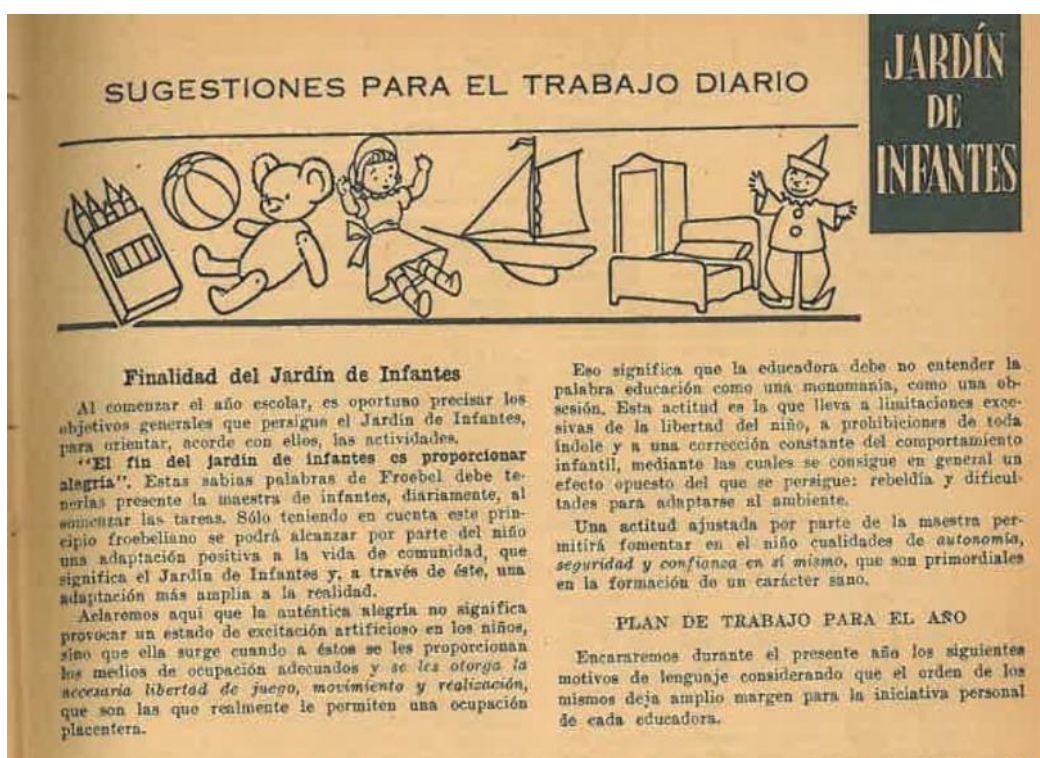 SUGESTIONES PARA EL TRABAJO DIARIO
JARDÍN
DE
INFANTES
Finalidad del Jardín de Infantes
Al comenzar el año escolar, es oportuno precisar los
objetivos generales que persigue el Jardín de Infantes,
para orientar, acorde con ellos, las actividades.
“El fin del jardín de infantes es proporcionar
alegría”. Estas sabias palabras de Froebel debe te-
nerlas presente la maestra de infantes, diariamente, al
comenzar las tareas. Sólo teniendo en cuenta este prin-
cipio froebeliano se podrá alcanzar por parte del niño
una adaptación positiva a la vida de comunidad, que
significa el Jardín de Infantes y, a través de éste, una
adaptación más amplia a la realidad.
Aclaremos aquí que la auténtica alegría no significa
provocar un estado de excitación artificioso en los niños,
sino que ella surge cuando a éstos se les proporcionan
los medios de ocupación adecuados y se les otorga la
necesaria libertad de juego, movimiento y realización,
que son las que realmente le permiten una ocupación
placentera.
Eso significa que la educadora debe no entender la
palabra educación como una monomanía, como una ob-
sesión. Esta actitud es la que lleva a limitaciones exce-
sivas de la libertad del niño, a prohibiciones de toda
índole y a una corrección constante del comportamiento
infantil, mediante las cuales se consigue en general un
efecto opuesto del que se persigue: rebeldía y dificul-
tades para adaptarse al ambiente.
Una actitud ajustada por parte de la maestra per-
mitirá fomentar en el niño cualidades de autonomía,
seguridad y confianza en sí mismo, que son primordiales
en la formación de un carácter sano.
PLAN DE TRABAJO PARA EL AÑO
Encararemos durante el presente año los siguientes
motivos de lenguaje considerando que el orden de los
mismos deja amplio margen para la iniciativa personal
de cada educadora.